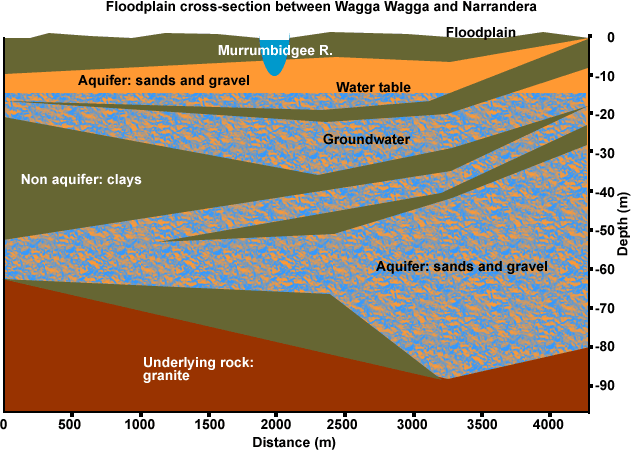 Floodplain cross-section between Wagga Wagga and Narrandera
Floodplain
Murrumbidgee R.
Aquifer: sands and gravel
Water table
Groundwater
Non aquifer: clays
Aquifer: sands and gravel
Underlying rock:
granite
0
-10
-20
-30
-40
-50
-60
-70
-80
-90
Depth (m)
0 500 1000 1500 2000 2500 3000 3500 4000
Distance (m)